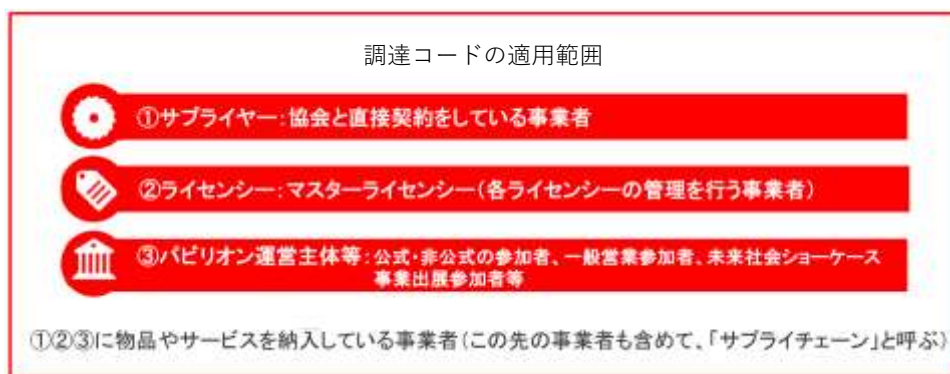 調達コードの適用範囲
①サプライヤー:協会と直接契約をしている事業者
②ライセンシー:マスターライセンシー(各ライセンシーの管理を行う事業者)
③パビリオン運営主体等:公式・非公式の参加者、一般営業参加者、未来社会ショーケース
事業出展参加者等
①②③に物品やサービスを納入している事業者(この先の事業者も含めて、「サプライチェーン」と呼ぶ)